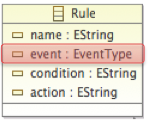 Rule
name : EString
event : EventType
condition : EString
action : EString